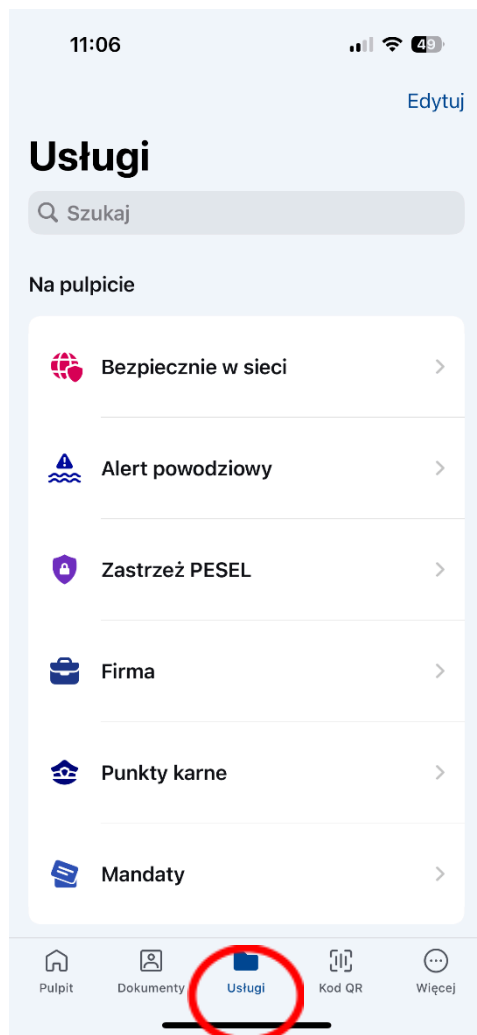 11:06
49
Edytuj
Usługi
Szukaj
Na pulpicie
Bezpiecznie w sieci
Alert powodziowy
Zastrzeż PESEL
Firma
Punkty karne
Mandaty
Pulpit Dokumenty Usługi Kod QR Więcej